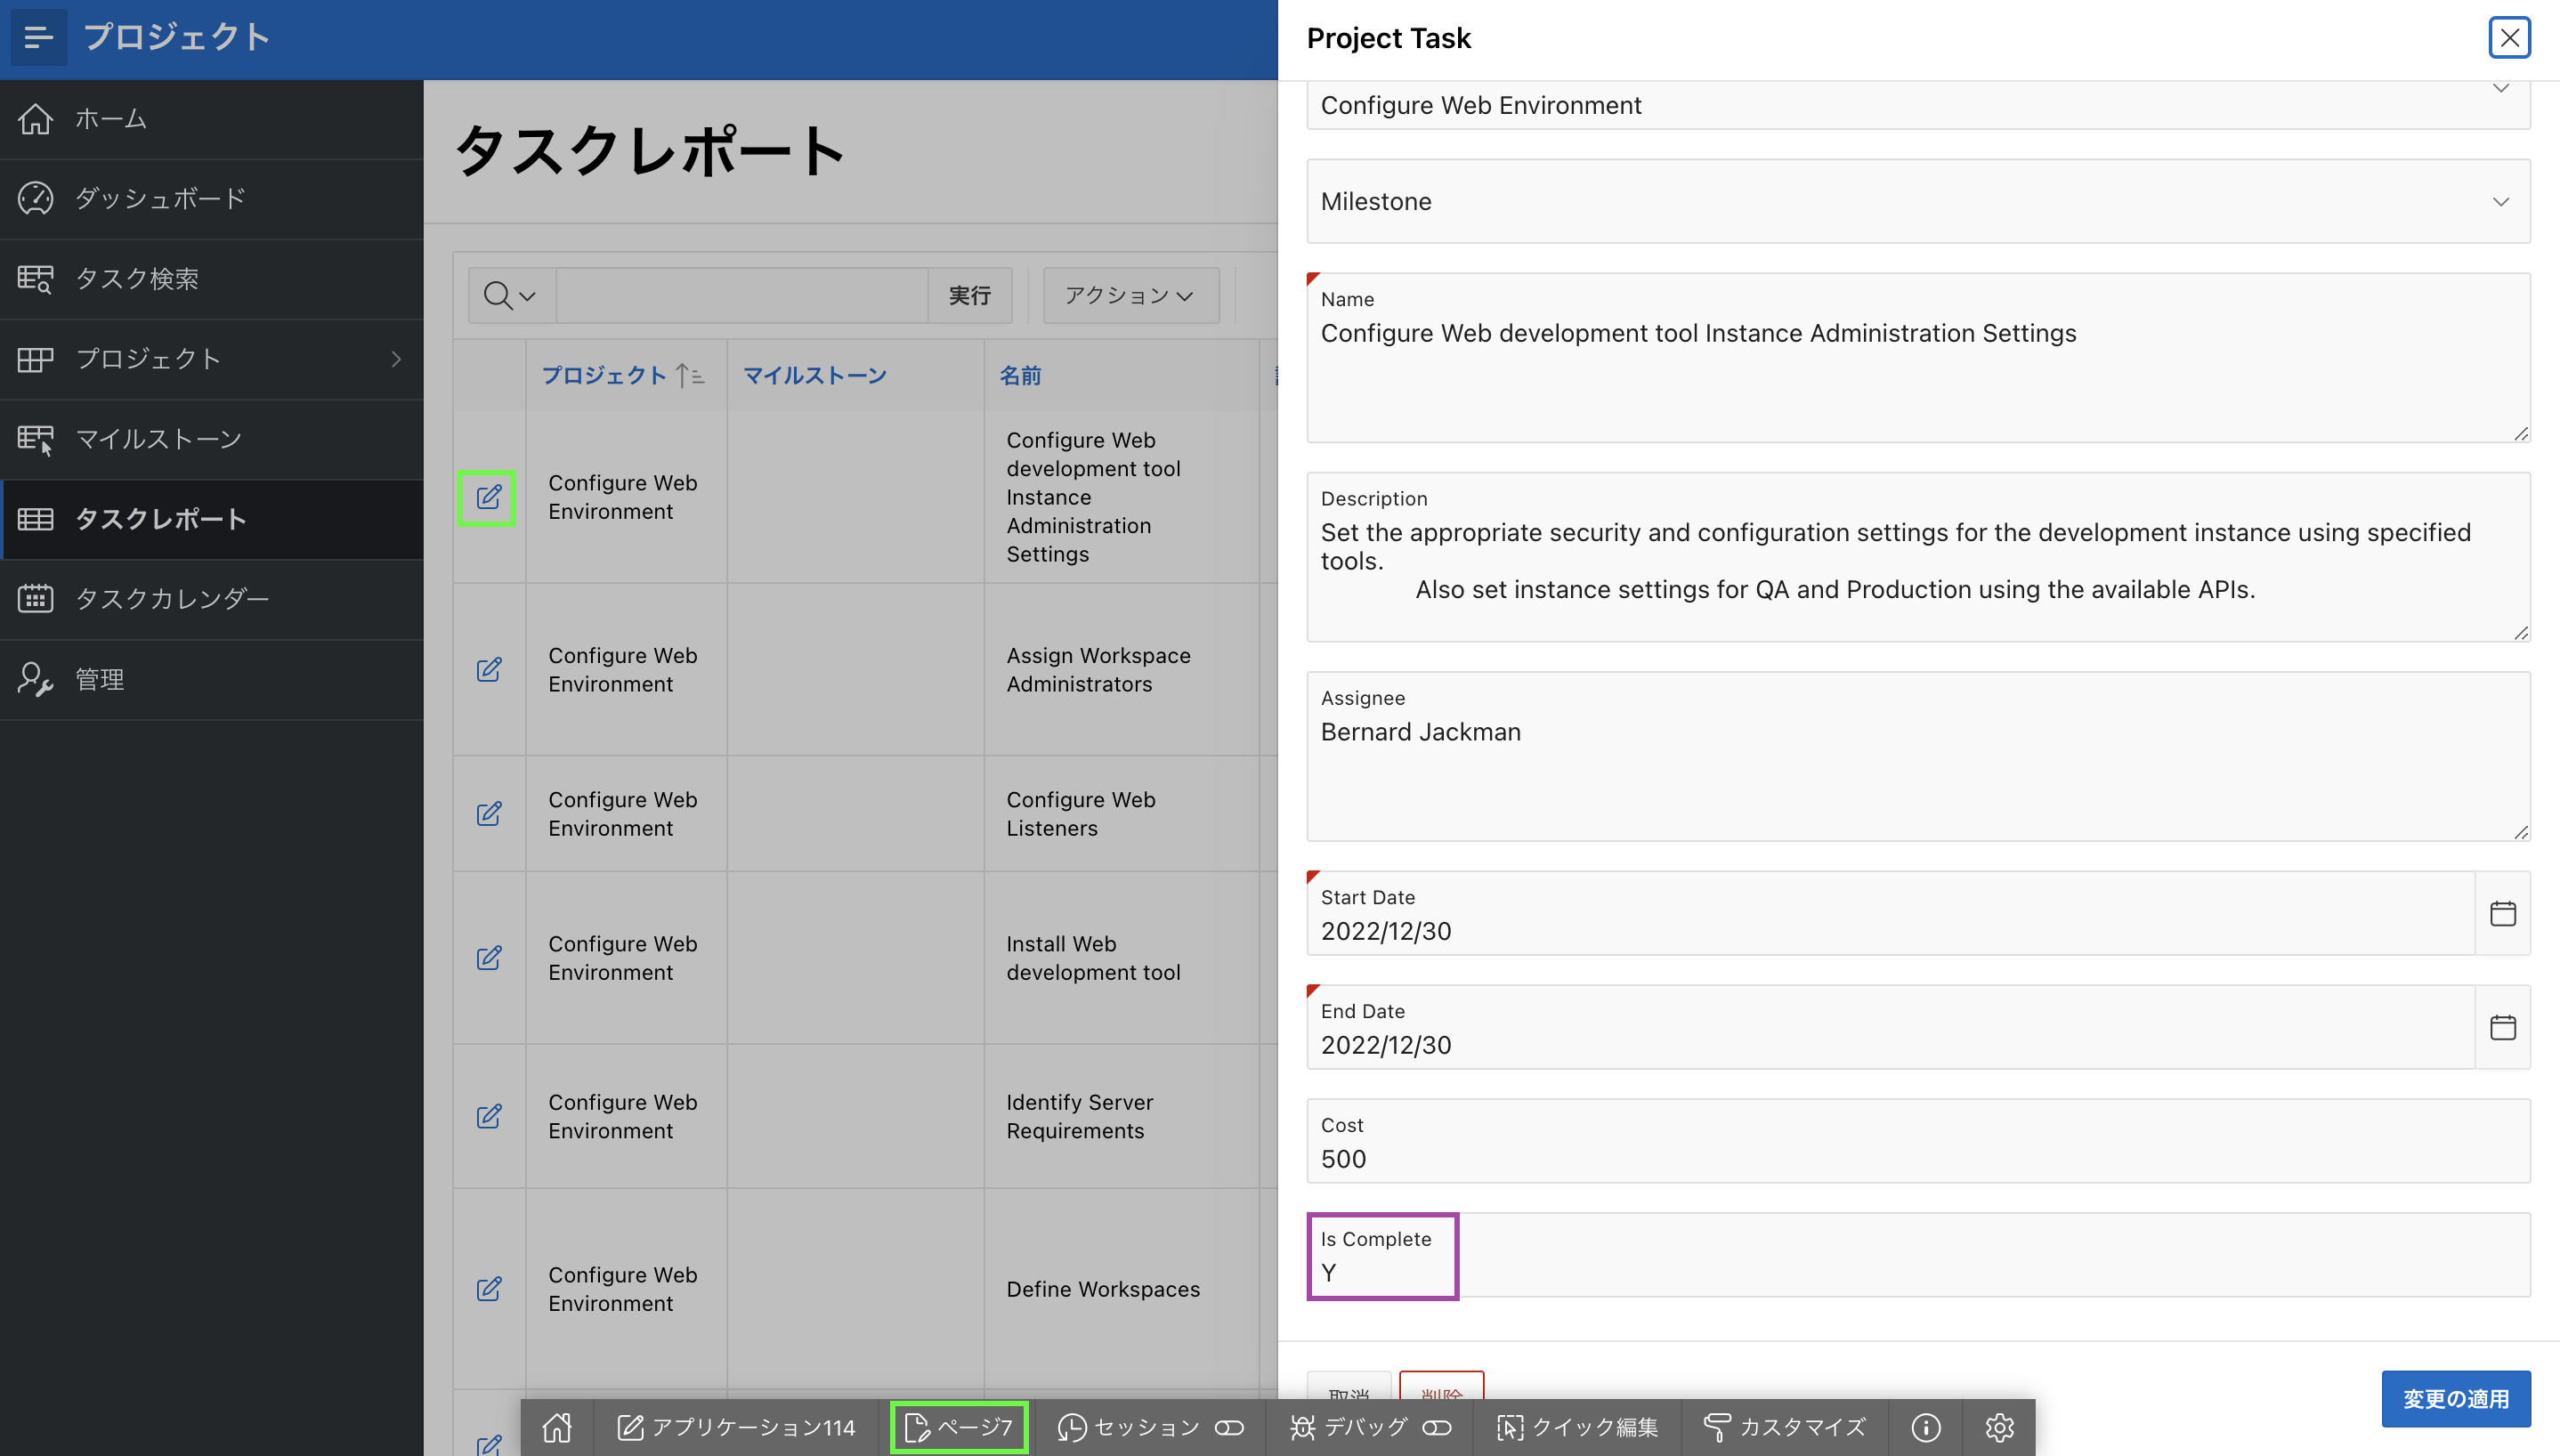 プロジェクト
ホーム
ダッシュボード
タスク検索
プロジェクト
マイルストーン
タスクレポート
タスクカレンダー
管理
タスクレポート
実行
アクション
プロジェクト
マイルストーン
名前
Configure Web
Environment
Configure Web
development tool
Instance
Administration
Settings
Configure Web
Environment
Assign Workspace
Administrators
Configure Web
Environment
Configure Web
Listeners
Configure Web
Environment
Install Web
development tool
Configure Web
Environment
Identify Server
Requirements
Configure Web
Environment
Define Workspaces
Project Task
Configure Web Environment
Milestone
Name
Configure Web development tool Instance Administration Settings
Description
Set the appropriate security and configuration settings for the development instance using specified
tools.
Also set instance settings for QA and Production using the available APIs.
Assignee
Bernard Jackman
Start Date
2022/12/30
End Date
2022/12/30
Cost
500
Is Complete
Y
取消
削除
変更の適用
アプリケーション114
ページ7
セッション
デバッグ
クイック編集
カスタマイズ